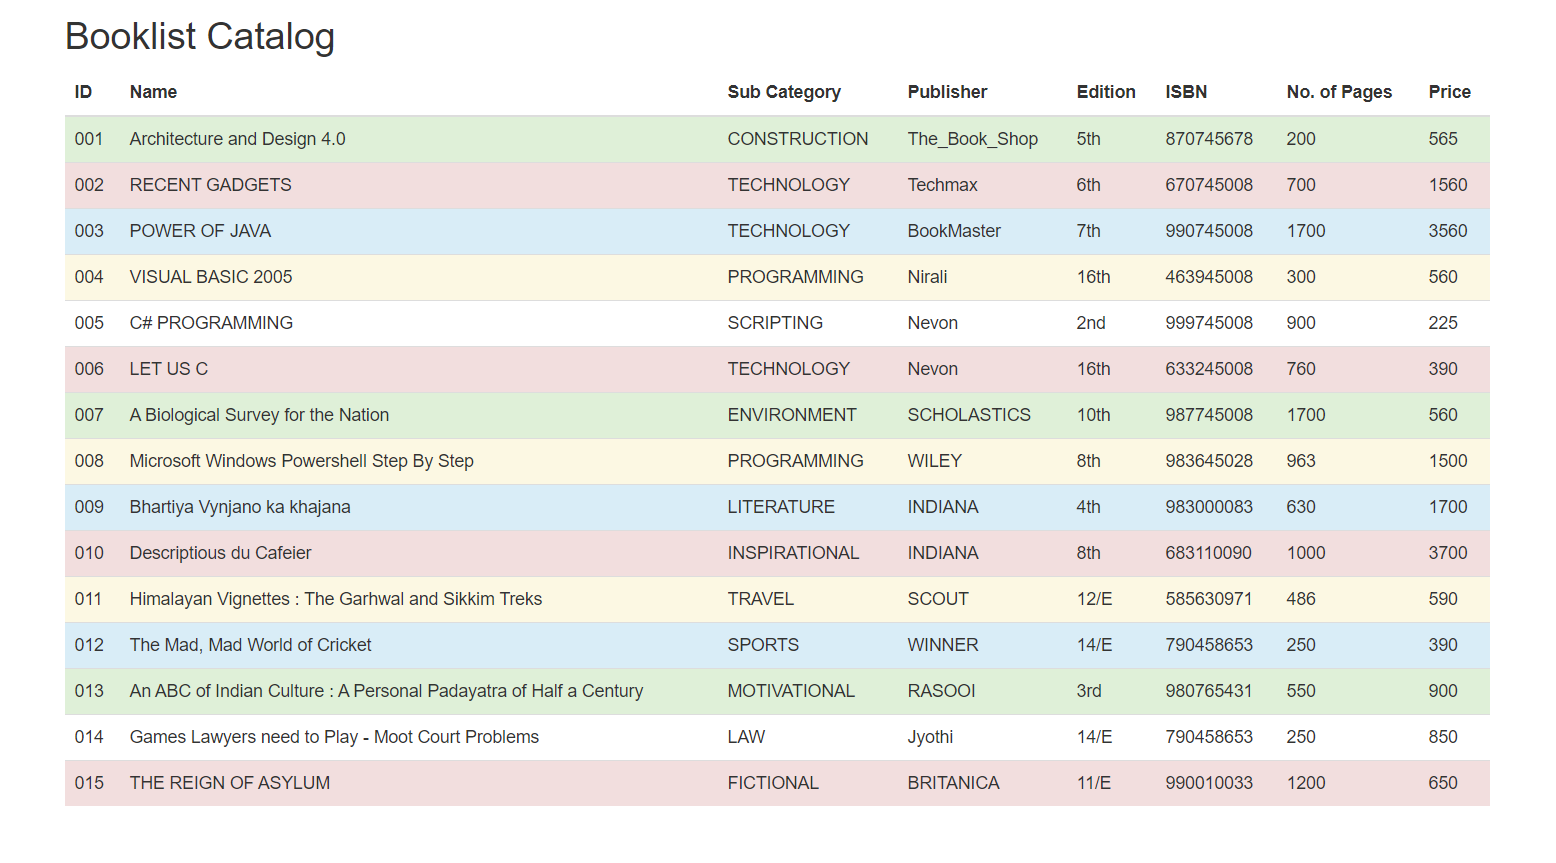 Booklist Catalog
ID Name Sub Category Publisher Edition ISBN No. of Pages Price
001 Architecture and Design 4.0 CONSTRUCTION The_Book_Shop 5th 870745678 200 565
002 RECENT GADGETS TECHNOLOGY Techmax 6th 670745008 700 1560
003 POWER OF JAVA TECHNOLOGY BookMaster 7th 990745008 1700 3560
004 VISUAL BASIC 2005 PROGRAMMING Nirali 16th 463945008 300 560
005 C# PROGRAMMING SCRIPTING Nevon 2nd 999745008 900 225
006 LET US C TECHNOLOGY Nevon 16th 633245008 760 390
007 A Biological Survey for the Nation ENVIRONMENT SCHOLASTICS 10th 987745008 1700 560
008 Microsoft Windows Powershell Step By Step PROGRAMMING WILEY 8th 983645028 963 1500
009 Bhartiya Vynjano ka khajana LITERATURE INDIANA 4th 983000083 630 1700
010 Descriptious du Cafeier INSPIRATIONAL INDIANA 8th 683110090 1000 3700
011 Himalayan Vignettes : The Garhwal and Sikkim Treks TRAVEL SCOUT 12/E 585630971 486 590
012 The Mad, Mad World of Cricket SPORTS WINNER 14/E 790458653 250 390
013 An ABC of Indian Culture : A Personal Padayatra of Half a Century MOTIVATIONAL RASOOI 3rd 980765431 550 900
014 Games Lawyers need to Play - Moot Court Problems LAW Jyothi 14/E 790458653 250 850
015 THE REIGN OF ASYLUM FICTIONAL BRITANICA 11/E 990010033 1200 650